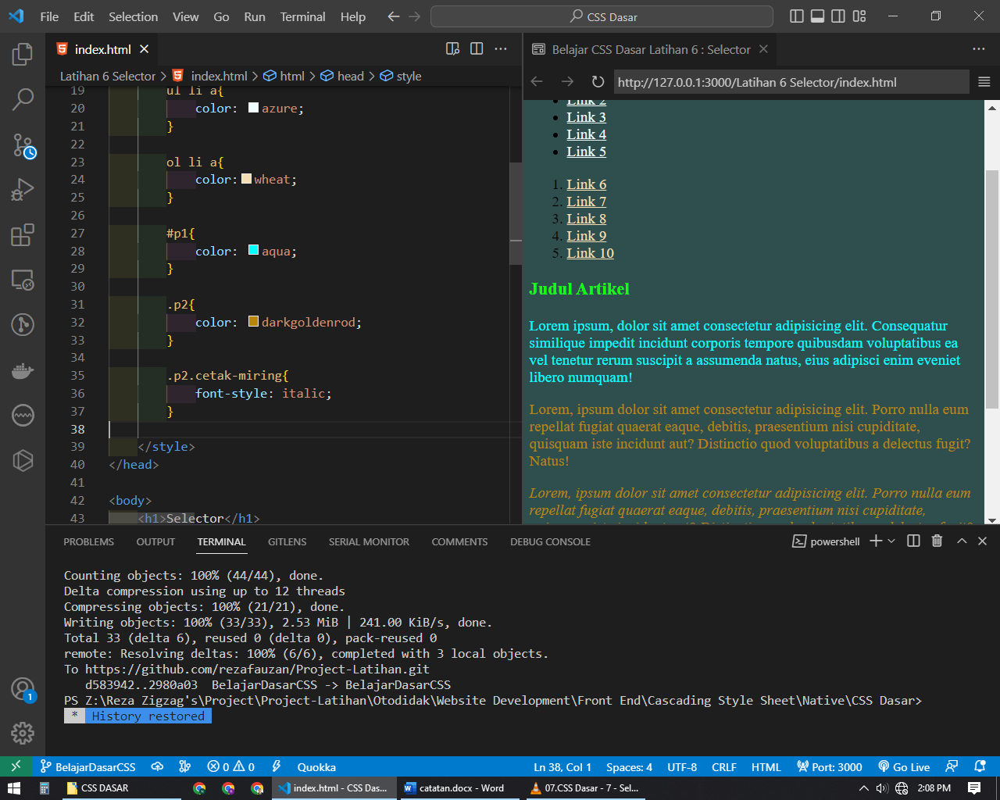 File Edit Selection View Go Run Terminal Help CSS Dasar
index.html
Belajar CSS Dasar Latihan 6 : Selector
Latihan 6 Selector > index.html > html > head > style
http://127.0.0.1:3000/Latihan 6 Selector/index.html
19 ul li a{
20 color: azure;
21 }
22
23 ol li a{
24 color: wheat;
25 }
26
27 #p1{
28 color: aqua;
29 }
30
31 .p2{
32 color: darkgoldenrod;
33 }
34
35 .p2.cetak-miring{
36 font-style: italic;
37 }
38
39 </style>
40 </head>
41
42 <body>
43 <h1>Selector</h1>
Link 2
Link 3
Link 4
Link 5
1. Link 6
2. Link 7
3. Link 8
4. Link 9
5. Link 10
Judul Artikel
Lorem ipsum, dolor sit amet consectetur adipisicing elit. Consequatur
similique impedit incidunt corporis tempore quibusdam voluptatibus ea
vel tenetur rerum suscipit a assumenda natus, eius adipisci enim eveniet
libero numquam!
Lorem, ipsum dolor sit amet consectetur adipisicing elit. Porro nulla eum
repellat fugiat quaerat eaque, debitis, praesentium nisi cupiditate,
quisquam iste incidunt aut? Distinctio quod voluptatibus a delectus fugit?
Natus!
Lorem, ipsum dolor sit amet consectetur adipisicing elit. Porro nulla eum
repellat fugiat quaerat eaque, debitis, praesentium nisi cupiditate,
PROBLEMS OUTPUT TERMINAL GITLENS SERIAL MONITOR COMMENTS DEBUG CONSOLE powershell
Counting objects: 100% (44/44), done.
Delta compression using up to 12 threads
Compressing objects: 100% (21/21), done.
Writing objects: 100% (33/33), 2.53 MiB | 241.00 KiB/s, done.
Total 33 (delta 6), reused 0 (delta 0), pack-reused 0
remote: Resolving deltas: 100% (6/6), completed with 3 local objects.
To https://github.com/rezafauzan/Project-Latihan.git
d583942..2980a03 BelajarDasarCSS -> BelajarDasarCSS
PS Z:\Reza Zigzag's\Project\Project-Latihan\Otodidak\Website Development\Front End\Cascading Style Sheet\Native\CSS Dasar>
* History restored
1
BelajarDasarCSS 0 0 Quokka Ln 38, Col 1 Spaces: 4 UTF-8 CRLF HTML Port: 3000 Go Live
CSS DASAR index.html - CSS Das... catatan.docx - Word 07.CSS Dasar - 7 - Sel... 2:08 PM